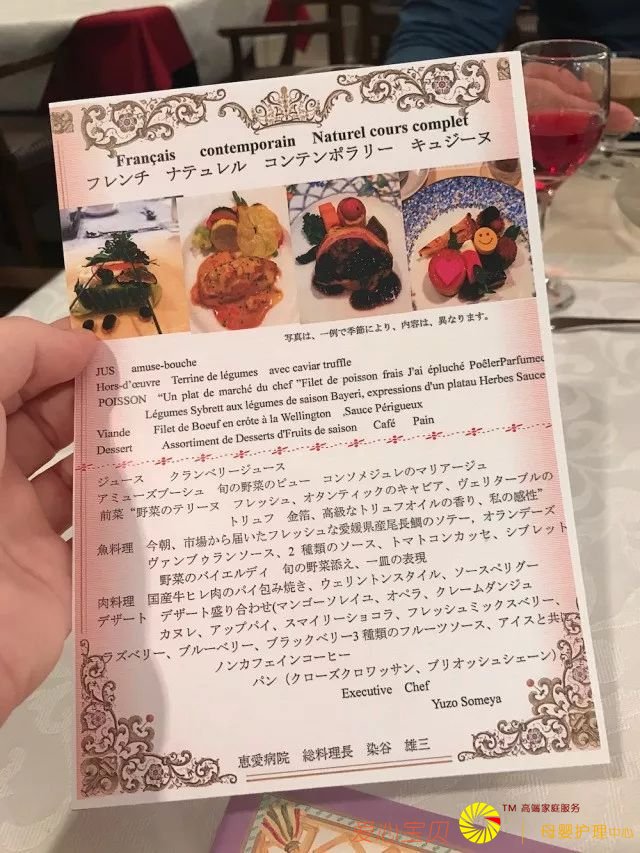 Français contemporain Naturel cours complet
フレンチ ナチュレル コンテンポラリー キュジーヌ
写真は、一例で季節により、内容は、異なります。
JUS amuse-bouche
Hors-d’œuvre Terrine de légumes avec caviar truffle
POISSON “Un plat de marché du chef "Filet de poisson frais J'ai épluché PoêlerParfumed
Légumes Sybrett aux légumes de saison Bayeri, expressions d'un platau Herbes Sauce
Viande Filet de Boeuf en crôte à la Wellington ,Sauce Périgueux
Dessert Assortiment de Desserts d'Fruits de saison Café Pain
ジュース クランベリージュース
アミューズブーシュ 旬の野菜のピュー コンソメジュレのマリアージュ
前菜 “野菜のテリーヌ フレッシュ、オタンティックのキャビア、ヴェリターブルの
トリュフ 金箔、高級なトリュフオイルの香り、私の感性”
魚料理 今朝、市場から届いたフレッシュな愛媛県産尾長鯛のソテー，オランデーズ
ヴァンブゥランソース、2種類のソース、トマトコンカッセ、シブレット
野菜のバイエルディ 旬の野菜添え、一皿の表現
肉料理 国産牛ヒレ肉のパイ包み焼き、ウェリントンスタイル、ソースペリグー
デザート デザート盛り合わせ(マンゴーソレイユ、オペラ、クレームダンジュ
カヌレ、アップパイ、スマイリーショコラ、フレッシュミックスベリー、
ラズベリー、ブルーベリー、ブラックベリー3種類のフルーツソース、アイスと共に
ノンカフェインコーヒー
パン（クローズクロワッサン、ブリオッシュシェーン）
Executive Chef
Yuzo Someya
恵愛病院 総料理長 染谷 雄三
爱心宝贝 TM 高端家庭服务 | 母婴护理中心